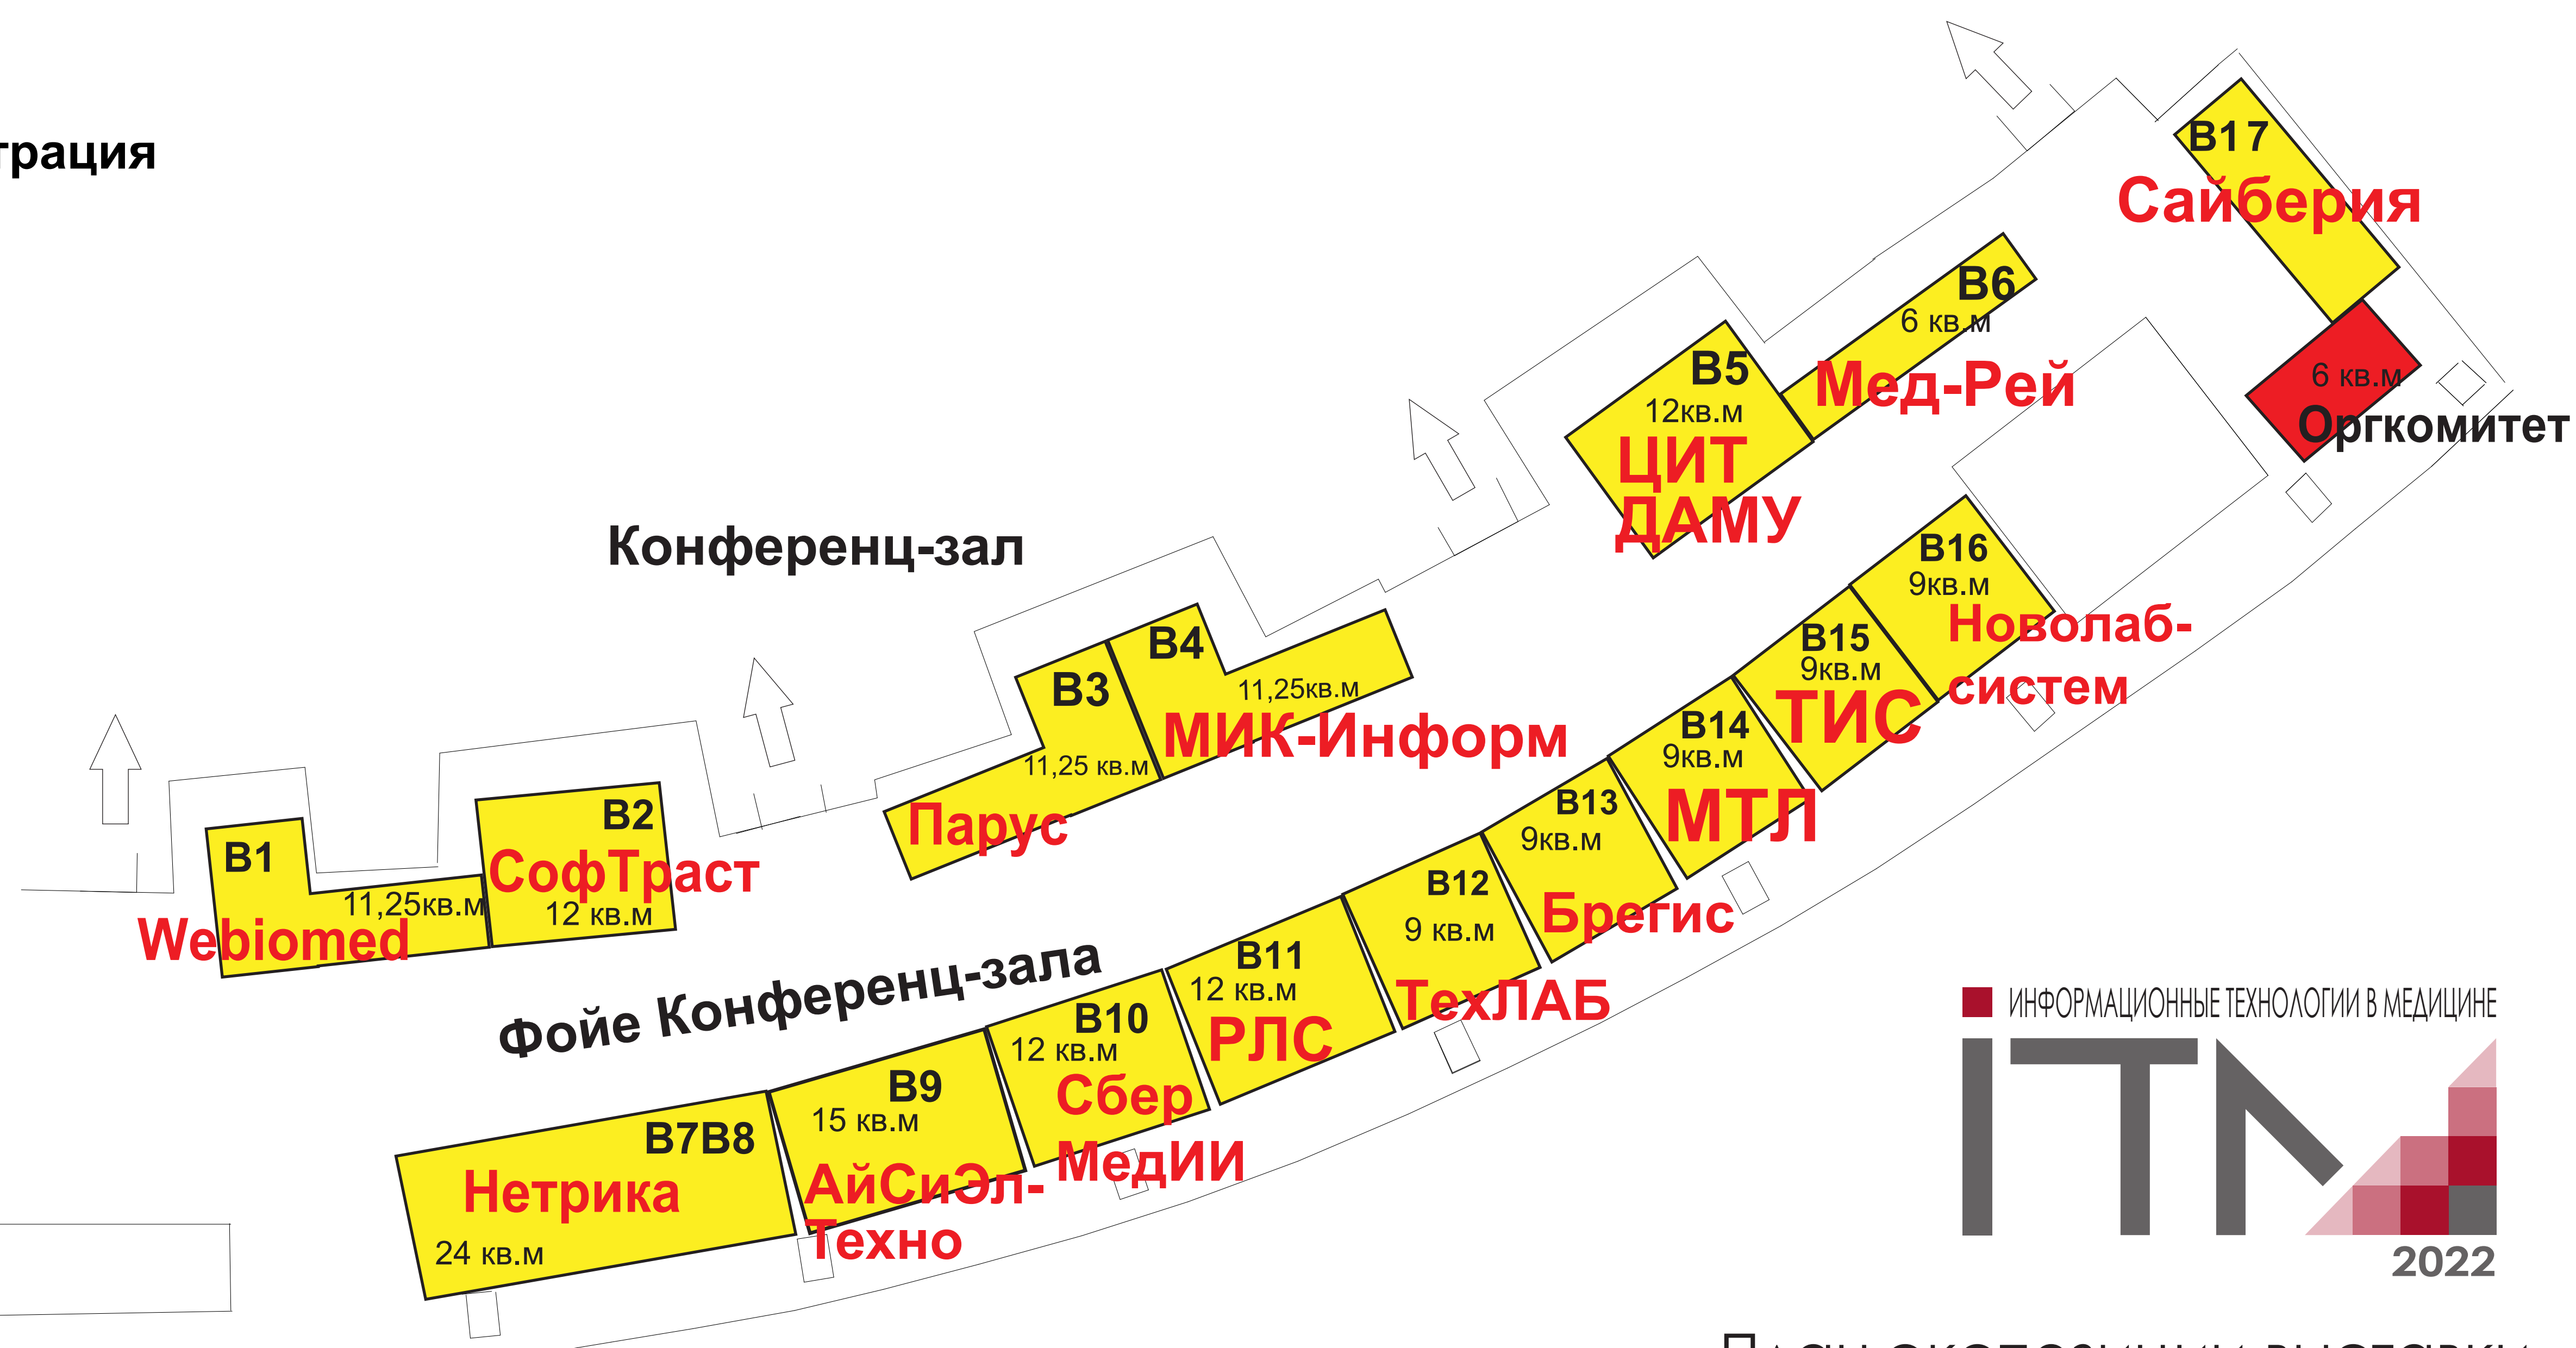 трация
B17
Сайберия
6 кв.м
Оргкомитет
B6
6 кв.м
Мед-Рей
B5
12кв.м
ЦИТ
ДАМУ
Конференц-зал
B16
9кв.м
Новолаб-
систем
B15
9кв.м
ТИС
B4
11,25кв.м
МИК-Информ
B3
11,25 кв.м
Парус
B14
9кв.м
МТЛ
B13
9кв.м
Брегис
B2
СофТраст
12 кв.м
B1
11,25кв.м
Webiomed
B12
9 кв.м
ТехЛАБ
Фойе Конференц-зала
B11
12 кв.м
РЛС
B10
12 кв.м
Сбер
МедИИ
B9
15 кв.м
АйСиЭл-
Техно
B7B8
Нетрика
24 кв.м
ИНФОРМАЦИОННЫЕ ТЕХНОЛОГИИ В МЕДИЦИНЕ
ITM
2022
План экспозиции выставки